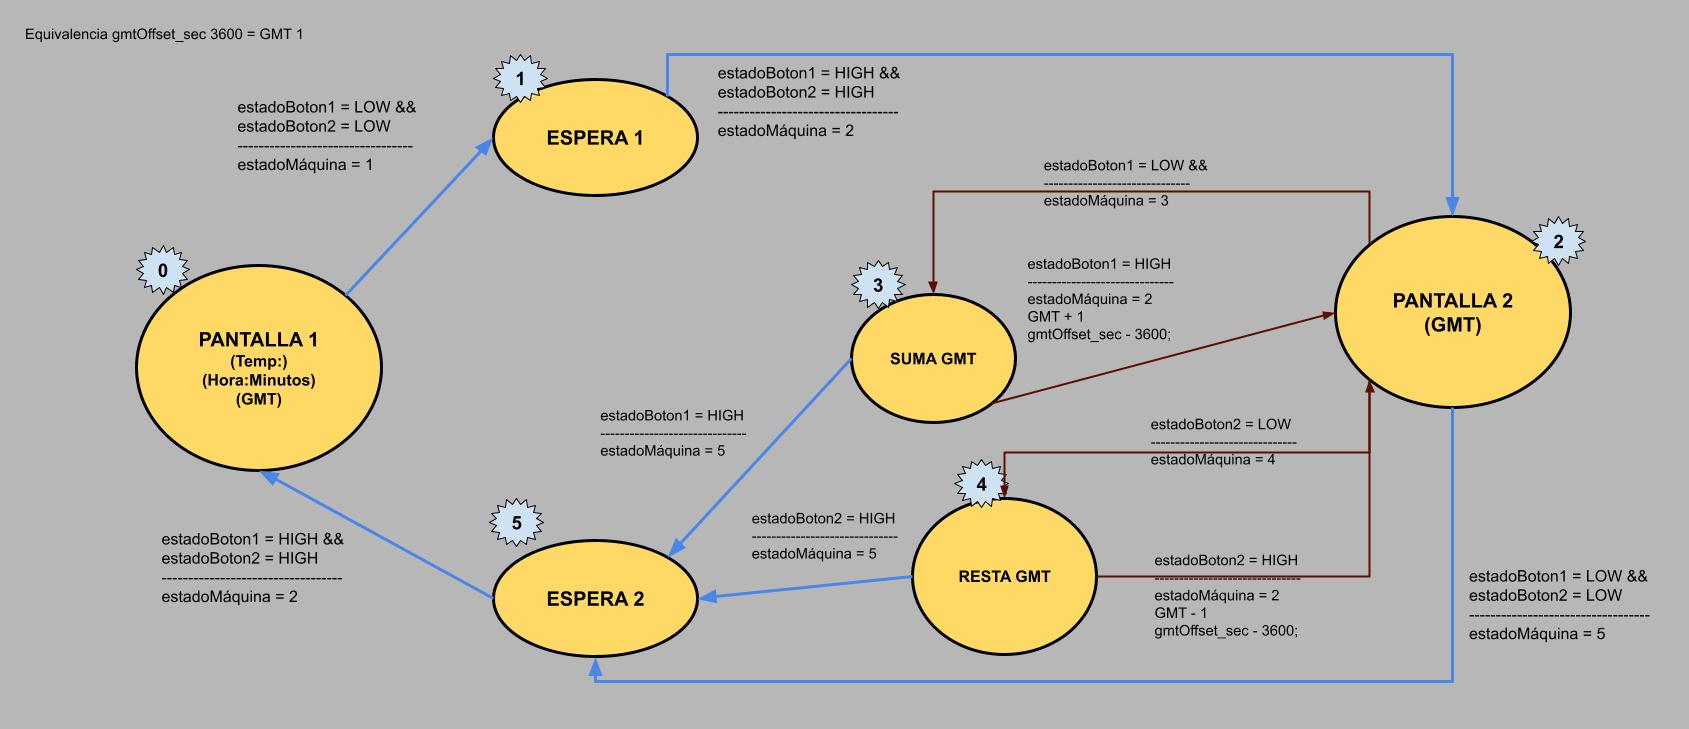 Equivalencia gmtOffset_sec 3600 = GMT 1
1
ESPERA 1
estadoBoton1 = LOW &&
estadoBoton2 = LOW
---------------------------------
estadoMáquina = 1
estadoBoton1 = HIGH &&
estadoBoton2 = HIGH
----------------------------------
estadoMáquina = 2
estadoBoton1 = LOW &&
------------------------------
estadoMáquina = 3
0
PANTALLA 1
(Temp:)
(Hora:Minutos)
(GMT)
3
SUMA GMT
estadoBoton1 = HIGH
------------------------------
estadoMáquina = 2
GMT + 1
gmtOffset_sec - 3600;
2
PANTALLA 2
(GMT)
estadoBoton1 = HIGH
------------------------------
estadoMáquina = 5
estadoBoton2 = LOW
------------------------------
estadoMáquina = 4
4
RESTA GMT
5
ESPERA 2
estadoBoton2 = HIGH
------------------------------
estadoMáquina = 5
estadoBoton1 = HIGH &&
estadoBoton2 = HIGH
----------------------------------
estadoMáquina = 2
estadoBoton2 = HIGH
------------------------------
estadoMáquina = 2
GMT - 1
gmtOffset_sec - 3600;
estadoBoton1 = LOW &&
estadoBoton2 = LOW
----------------------------------
estadoMáquina = 5